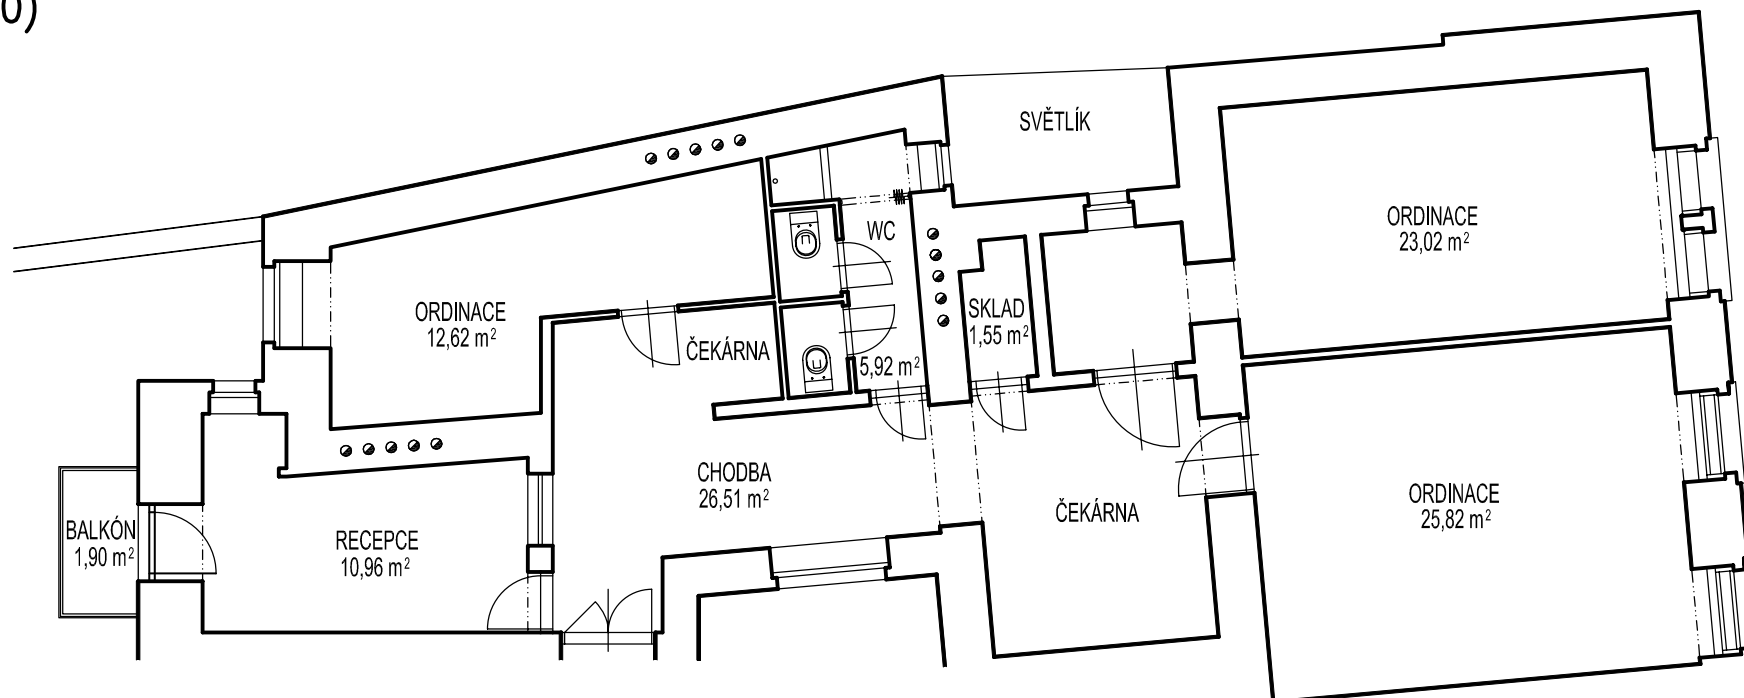 0)
SVĚTLÍK
ORDINACE
23,02 m²
WC
ORDINACE
12,62 m²
SKLAD
1,55 m²
ČEKÁRNA
5,92 m²
CHODBA
26,51 m²
ORDINACE
25,82 m²
ČEKÁRNA
BALKÓN
1,90 m²
RECEPCE
10,96 m²